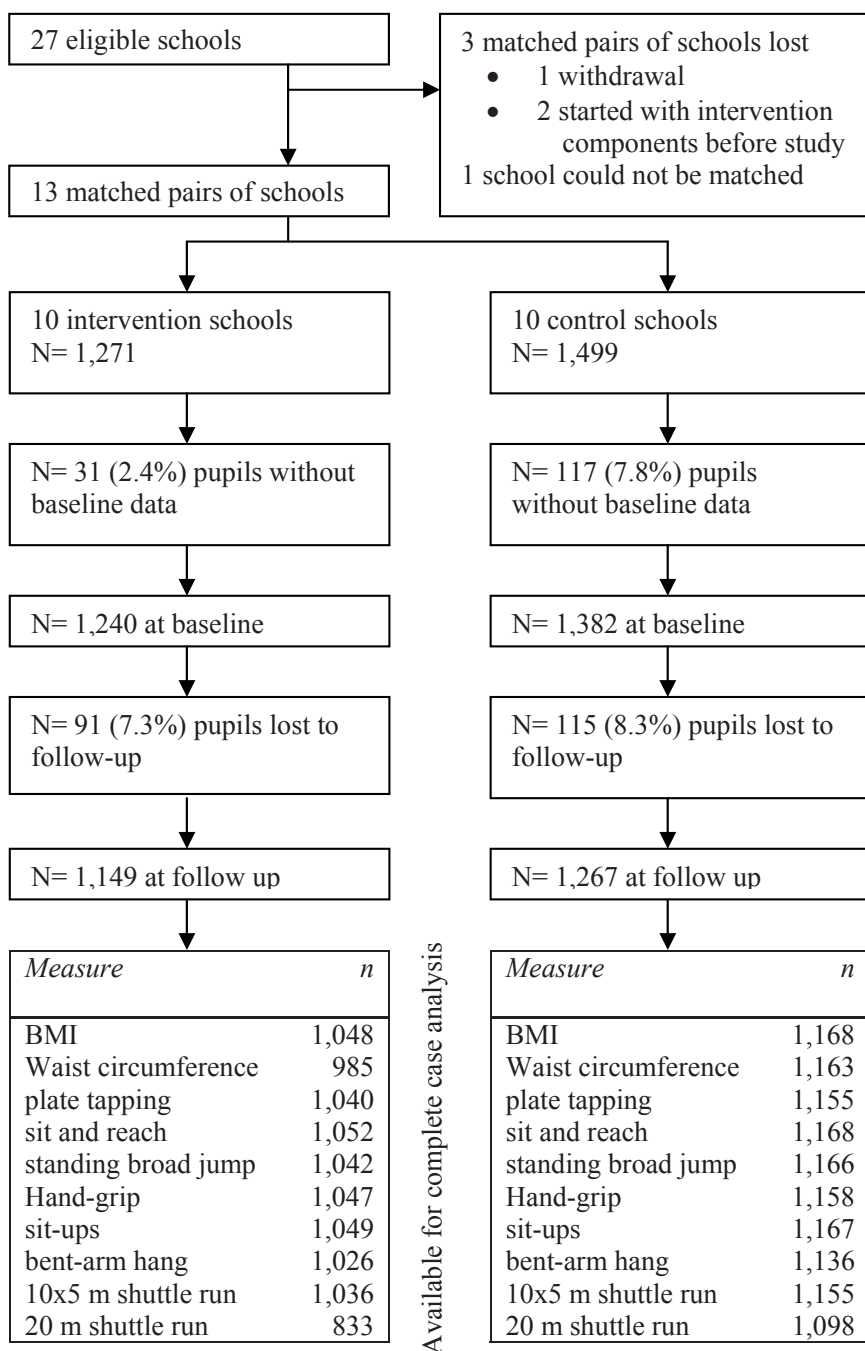 27 eligible schools
3 matched pairs of schools lost
• 1 withdrawal
• 2 started with intervention
components before study
1 school could not be matched
13 matched pairs of schools
10 intervention schools
N= 1,271
10 control schools
N= 1,499
N= 31 (2.4%) pupils without
baseline data
N= 117 (7.8%) pupils
without baseline data
N= 1,240 at baseline
N= 1,382 at baseline
N= 91 (7.3%) pupils lost to
follow-up
N= 115 (8.3%) pupils lost to
follow-up
N= 1,149 at follow up
N= 1,267 at follow up
Measure n
BMI 1,048
Waist circumference 985
plate tapping 1,040
sit and reach 1,052
standing broad jump 1,042
Hand-grip 1,047
sit-ups 1,049
bent-arm hang 1,026
10x5 m shuttle run 1,036
20 m shuttle run 833
Available for complete case analysis
Measure n
BMI 1,168
Waist circumference 1,163
plate tapping 1,155
sit and reach 1,168
standing broad jump 1,166
Hand-grip 1,158
sit-ups 1,167
bent-arm hang 1,136
10x5 m shuttle run 1,155
20 m shuttle run 1,098